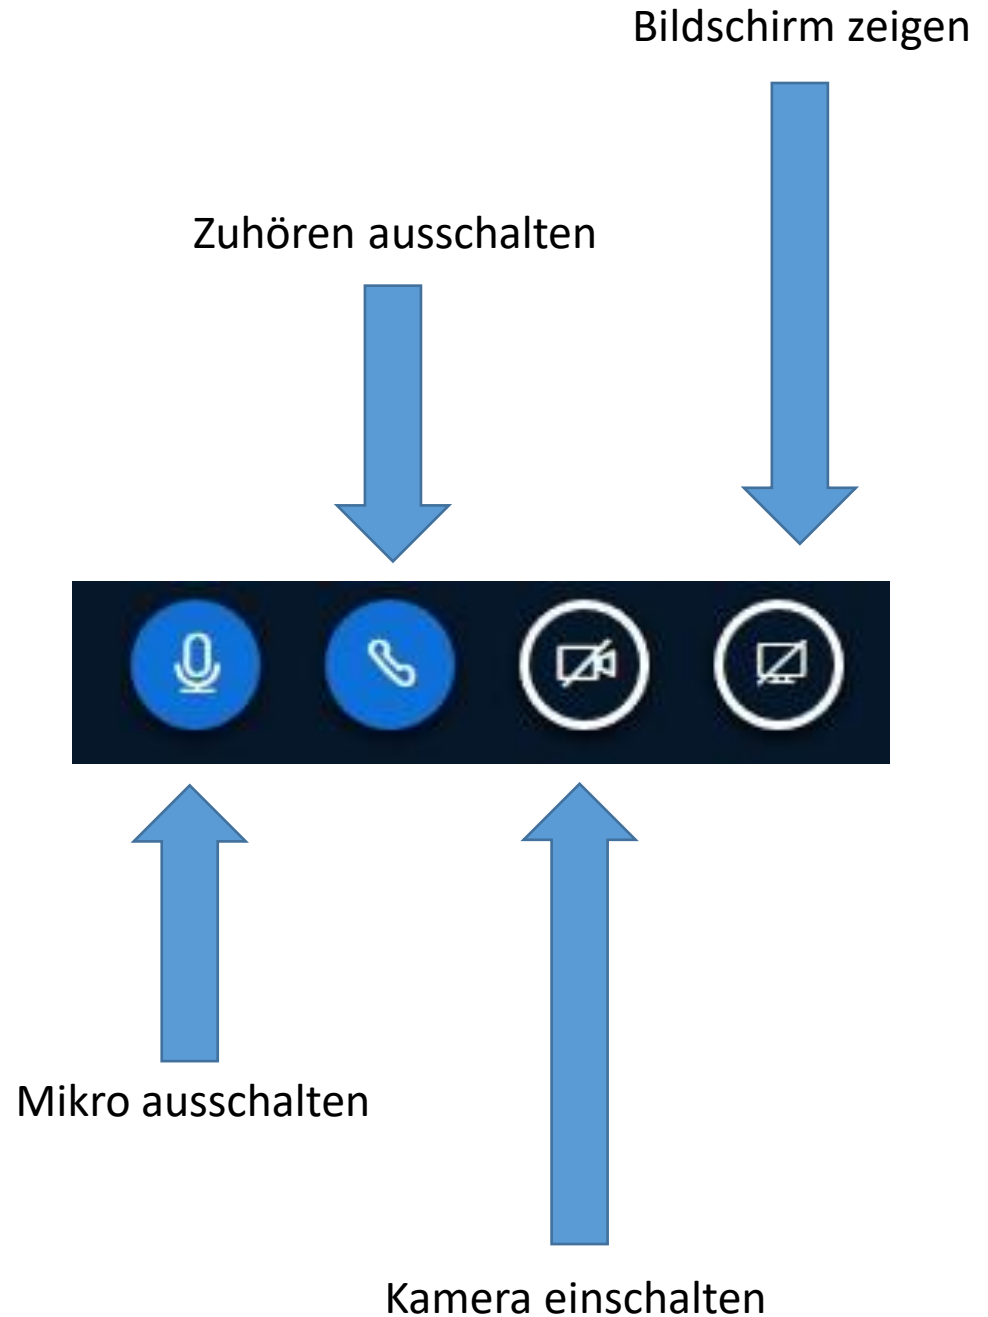 Bildschirm zeigen
Zuhören ausschalten
Mikro ausschalten
Kamera einschalten